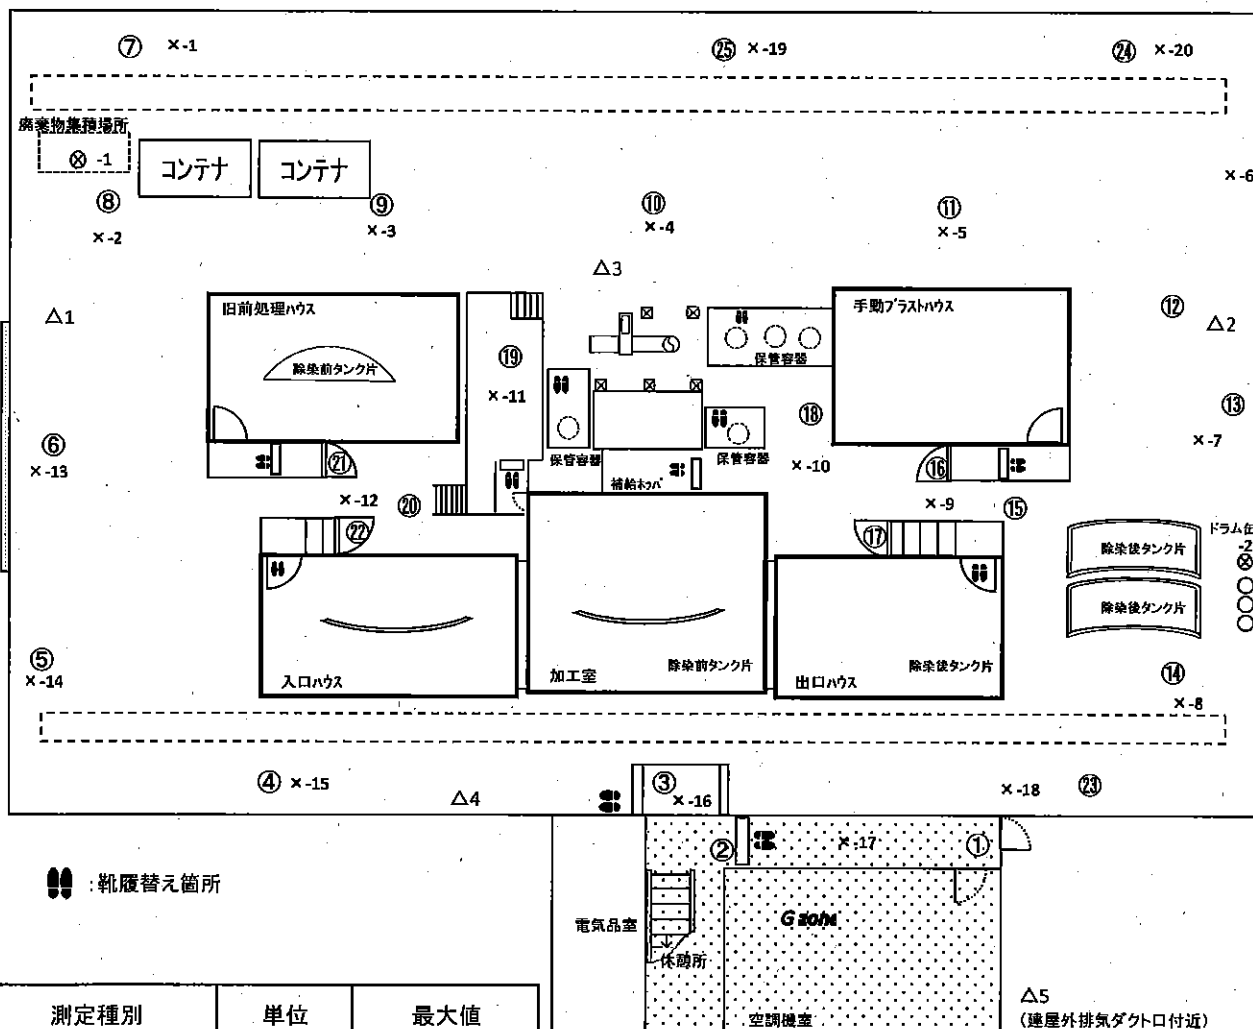 ⑦ ×-1
㉕ ×-19
㉔ ×-20
廃棄物集積場所
⊗ -1
コンテナ
コンテナ
×-6
⑧
×-2
⑨
×-3
⑩
×-4
⑪
×-5
△3
△1
旧前処理ハウス
除染前タンク片
⑲
×-11
保管容器
手動ブラストハウス
⑫
△2
⑬
×-7
⑱
×-10
保管容器
保管容器
補給ホッパ
⑥
×-13
㉑
×-12
⑳
㉒
⑯
×-9
⑮
⑰
除染後タンク片
除染後タンク片
ドラム缶
-2
⊗
⑤
×-14
入口ハウス
加工室
除染前タンク片
出口ハウス
除染後タンク片
⑭
×-8
④ ×-15
△4
③
×-16
×-18
㉓
②
×-17
①
:靴履替え箇所
電気品室
G zone
休憩所
空調機室
△5
(建屋外排気ダクト口付近)
測定種別 単位 最大値